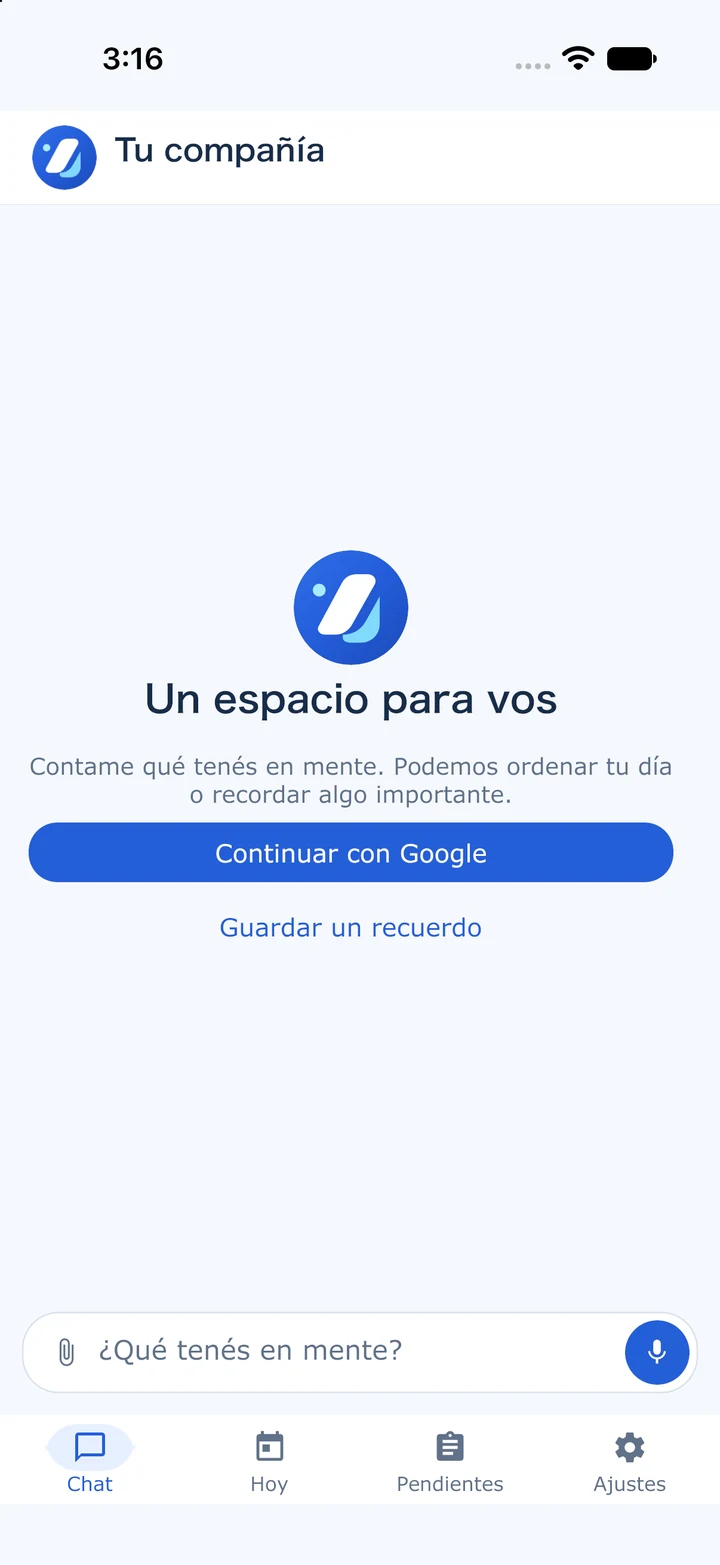 3:16
Tu compañía
Un espacio para vos
Contame qué tenés en mente. Podemos ordenar tu día
o recordar algo importante.
Continuar con Google
Guardar un recuerdo
¿Qué tenés en mente?
Chat
Hoy
Pendientes
Ajustes